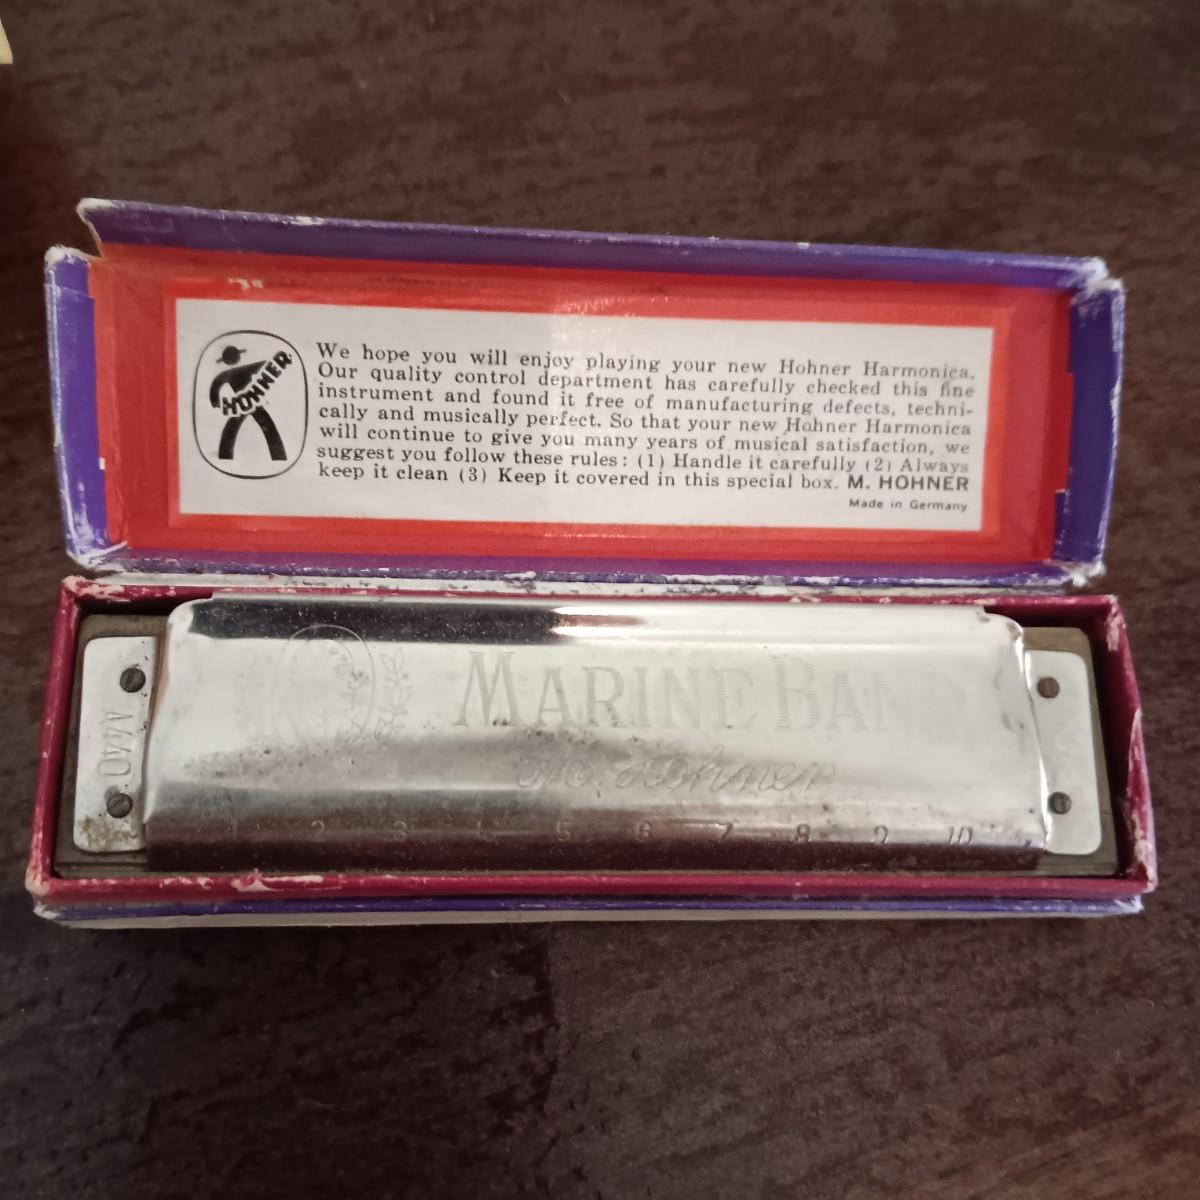 HOHNER
We hope you will enjoy playing your new Hohner Harmonica.
Our quality control department has carefully checked this fine
instrument and found it free of manufacturing defects, techni-
cally and musically perfect. So that your new Hohner Harmonica
will continue to give you many years of musical satisfaction, we
suggest you follow these rules: (1) Handle it carefully (2) Always
keep it clean (3) Keep it covered in this special box. M. HOHNER
Made in Germany
MARINE BAND
M. Hohner
1 2 3 4 5 6 7 8 9 10